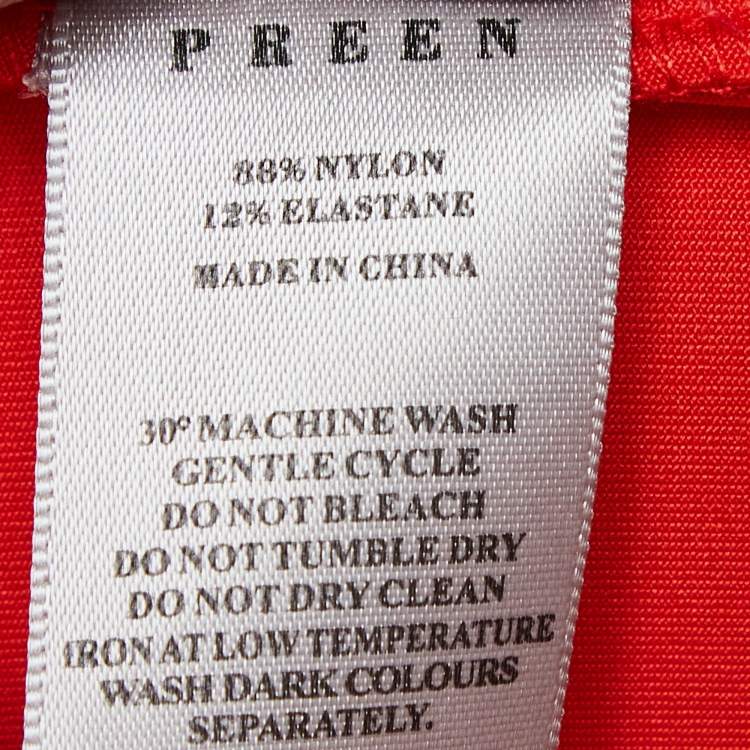 PREEN
88% NYLON
12% ELASTANE
MADE IN CHINA
30° MACHINE WASH
GENTLE CYCLE
DO NOT BLEACH
DO NOT TUMBLE DRY
DO NOT DRY CLEAN
IRON AT LOW TEMPERATURE
WASH DARK COLOURS
SEPARATELY.